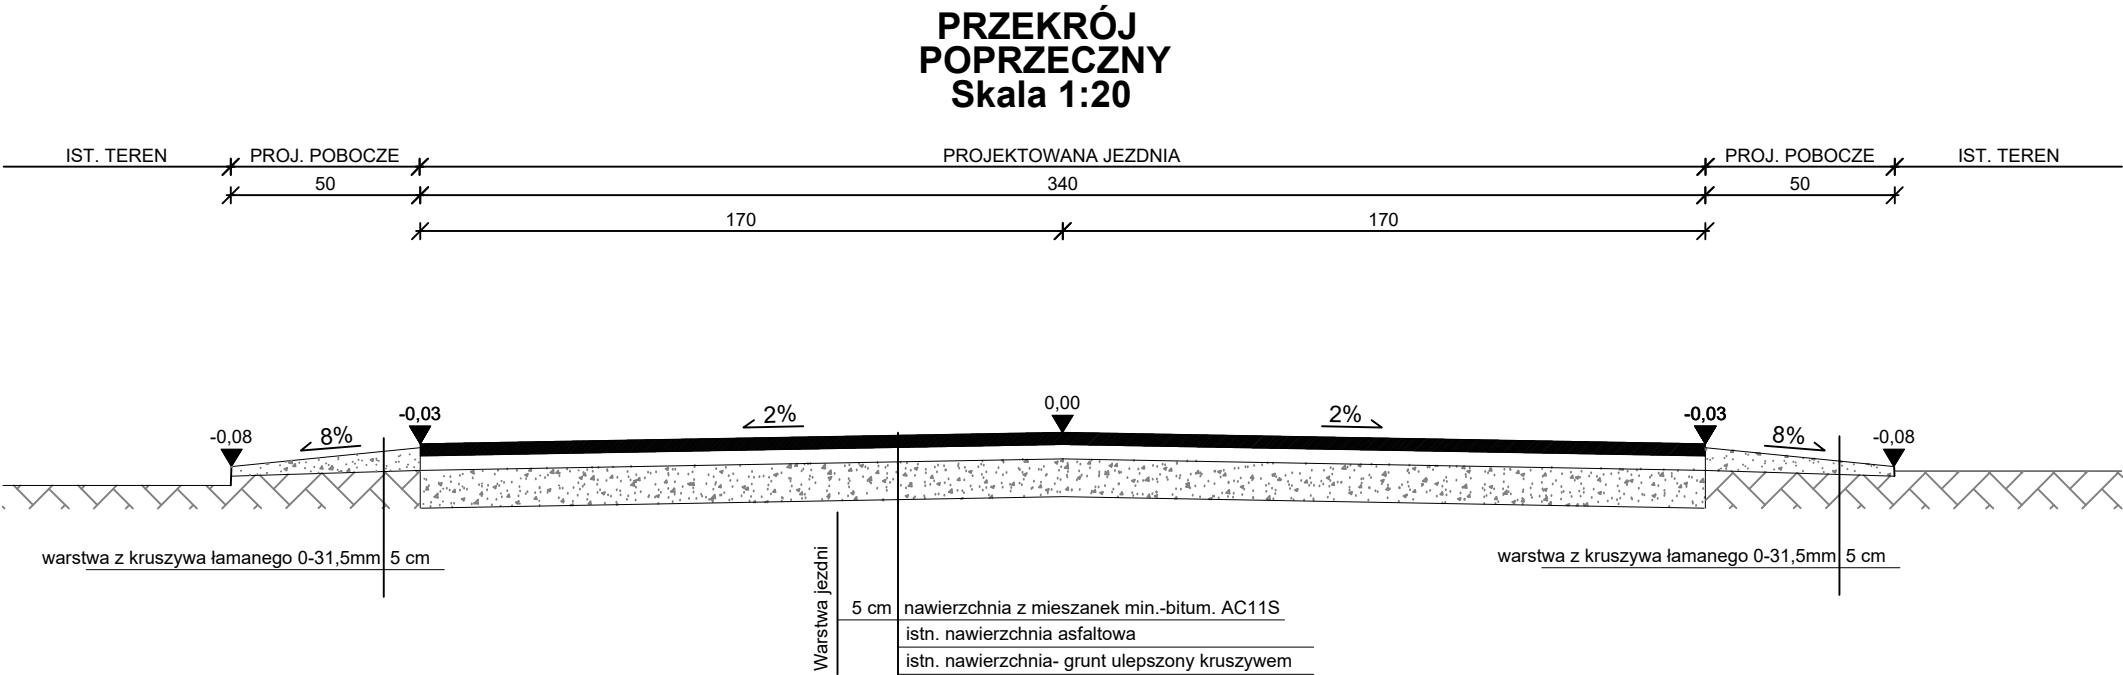 PRZEKRÓJ
POPRZECZNY
Skala 1:20
IST. TEREN
PROJ. POBOCZE
PROJEKTOWANA JEZDNIA
PROJ. POBOCZE
IST. TEREN
50
340
50
170
170
-0,08
8%
-0,03
2%
0,00
2%
-0,03
8%
-0,08
warstwa z kruszywa łamanego 0-31,5mm 5 cm
warstwa z kruszywa łamanego 0-31,5mm 5 cm
Warstwa jezdni
5 cm nawierzchnia z mieszanek min.-bitum. AC11S
istn. nawierzchnia asfaltowa
istn. nawierzchnia- grunt ulepszony kruszywem